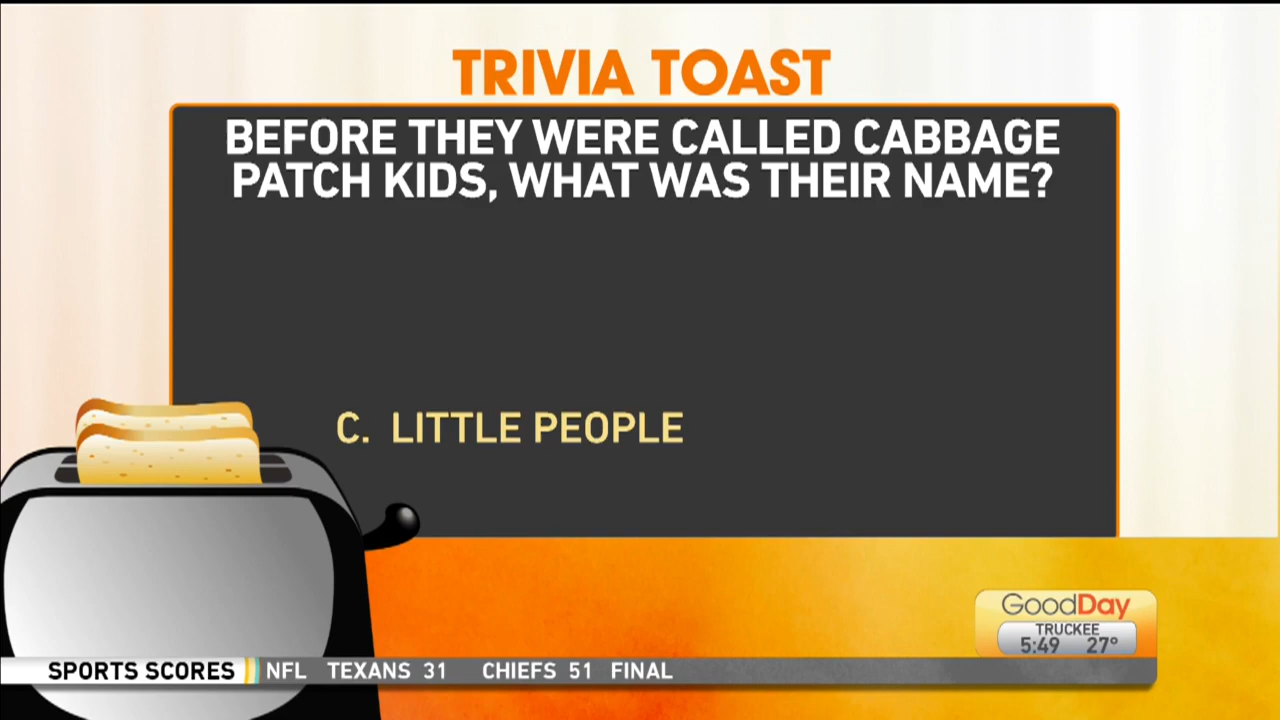 TRIVIA TOAST
BEFORE THEY WERE CALLED CABBAGE
PATCH KIDS, WHAT WAS THEIR NAME?
C. LITTLE PEOPLE
GoodDay
TRUCKEE
5:49 27°
SPORTS SCORES NFL TEXANS 31 CHIEFS 51 FINAL